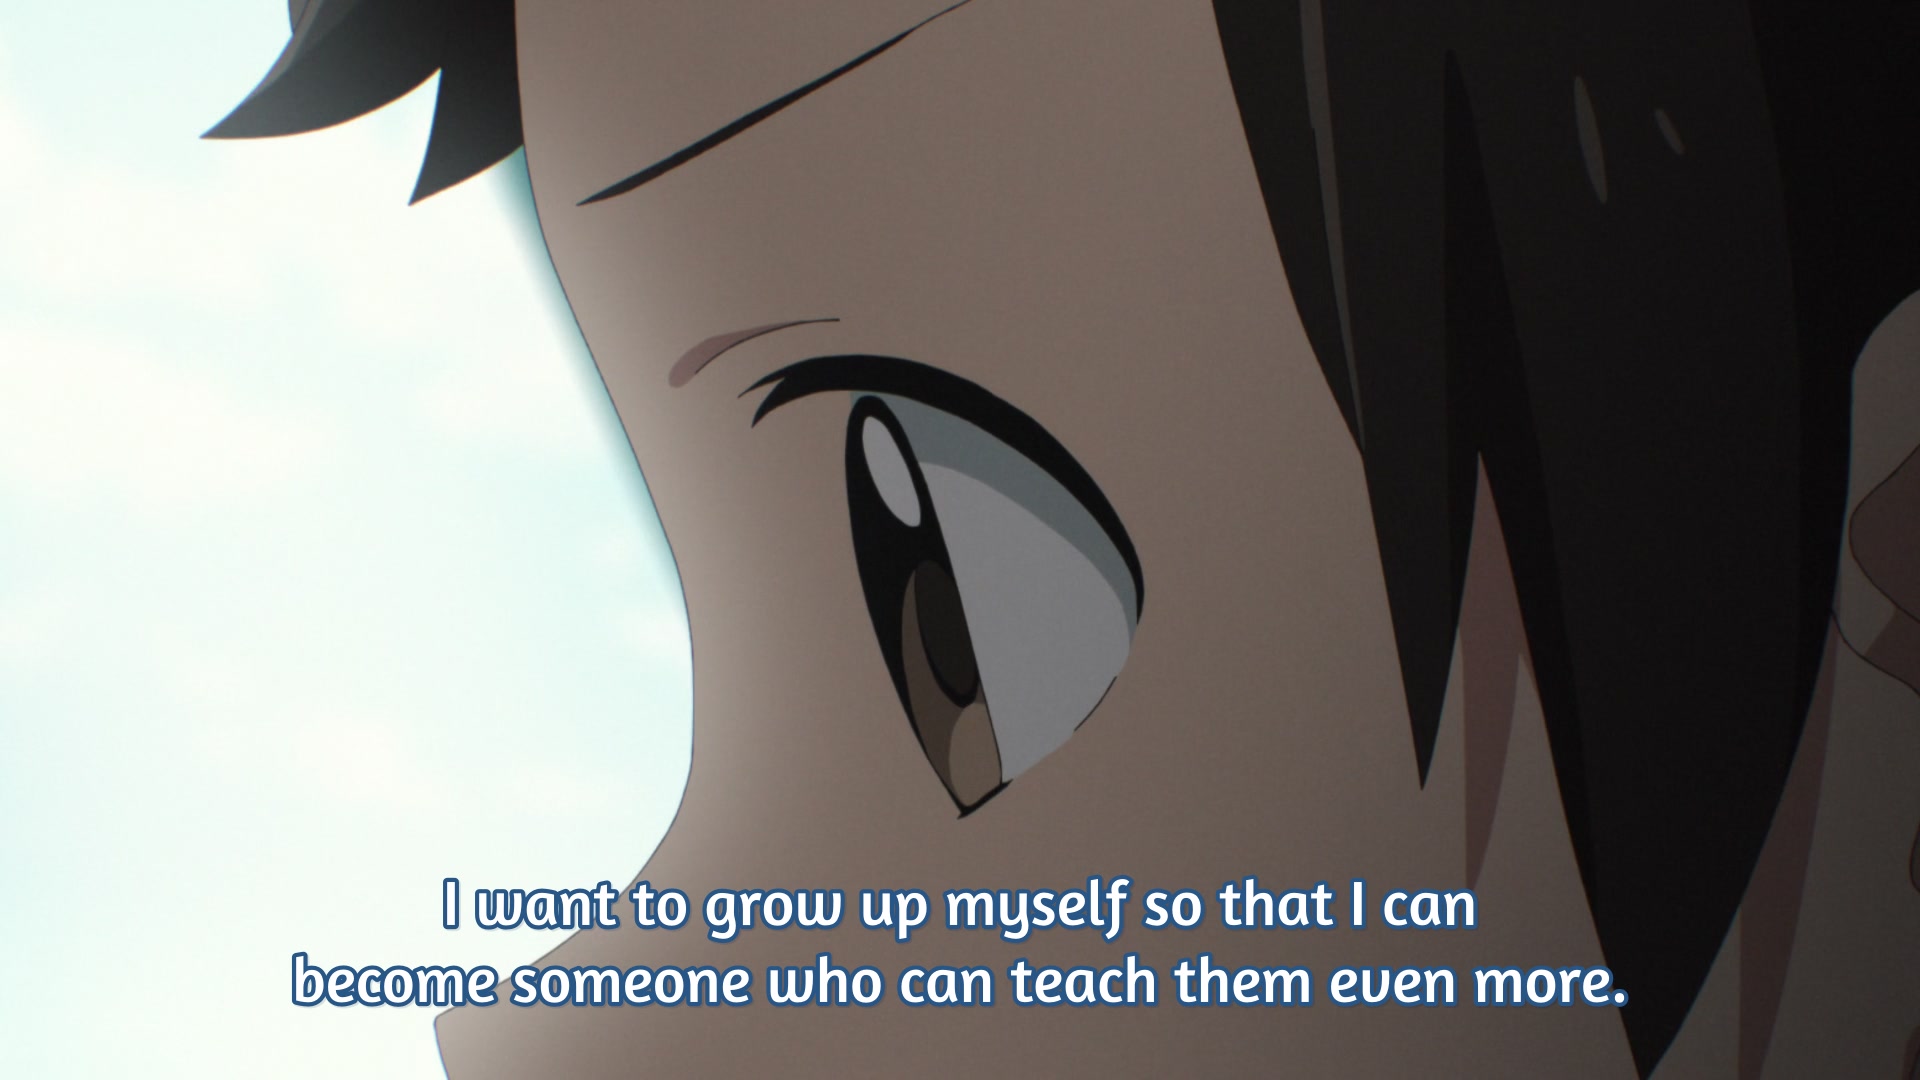 I want to grow up myself so that I can
become someone who can teach them even more.